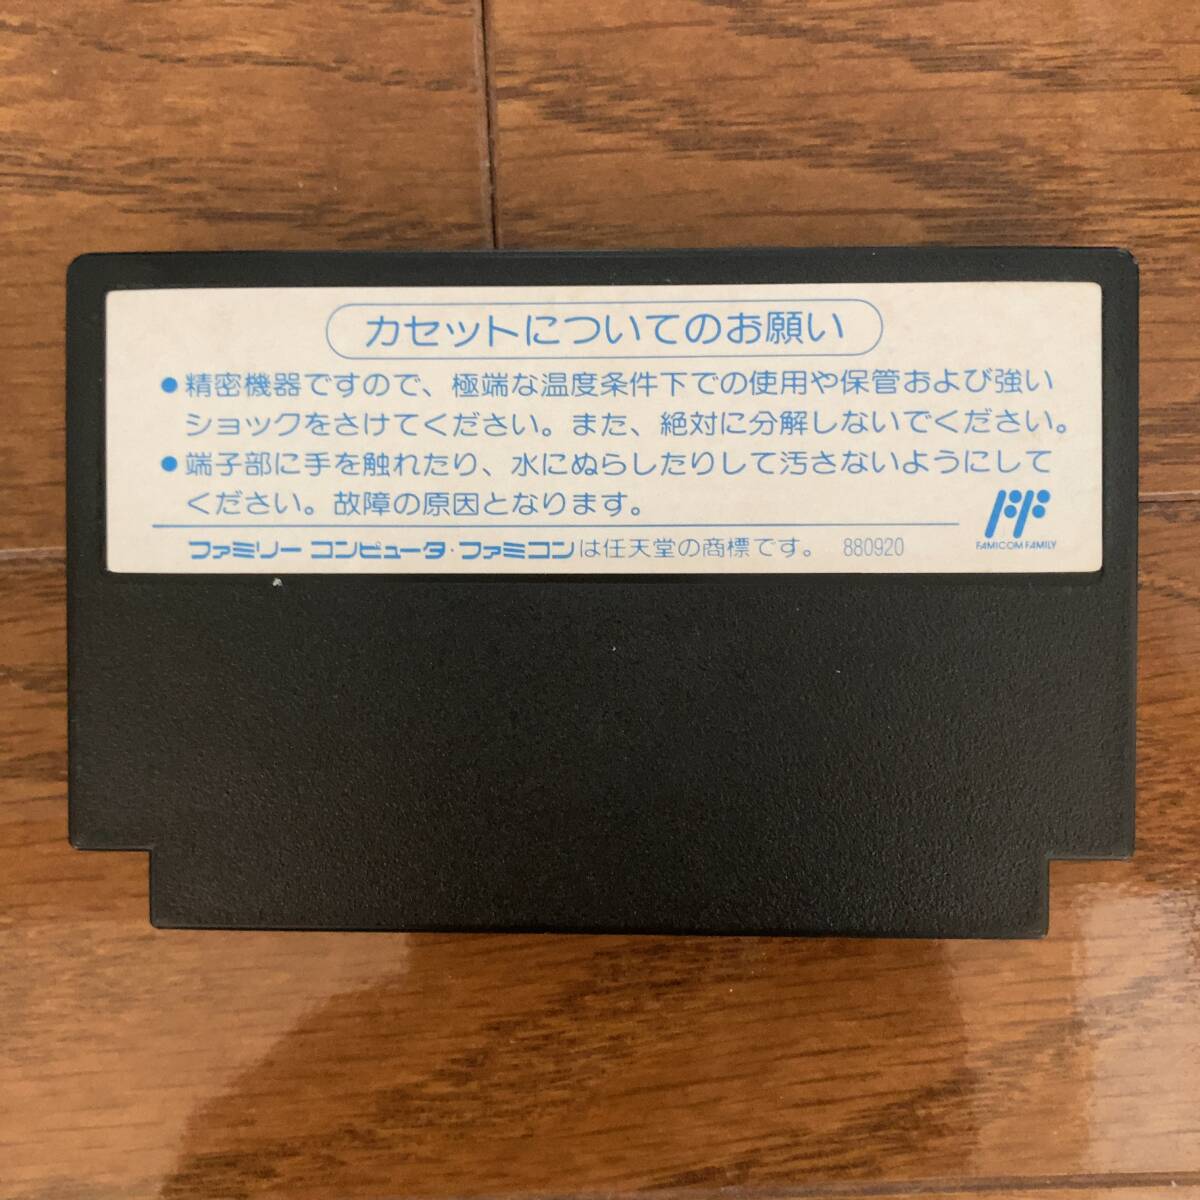 カセットについてのお願い
●精密機器ですので、極端な温度条件下での使用や保管および強い
ショックをさけてください。また、絶対に分解しないでください。
●端子部に手を触れたり、水にぬらしたりして汚さないようにして
ください。故障の原因となります。
ファミリー コンピュータ・ファミコンは任天堂の商標です。 880920
FAMICOM FAMILY